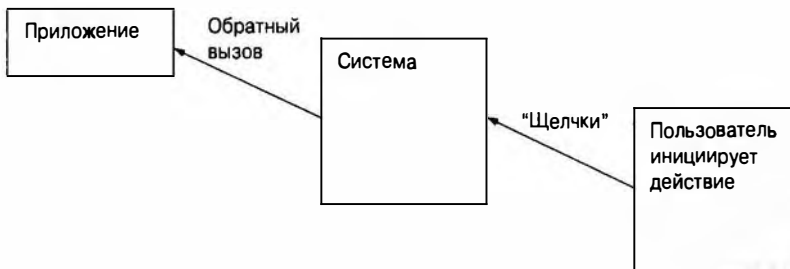 Приложение
Обратный
вызов
Система
“Щелчки”
Пользователь
инициирует
действие